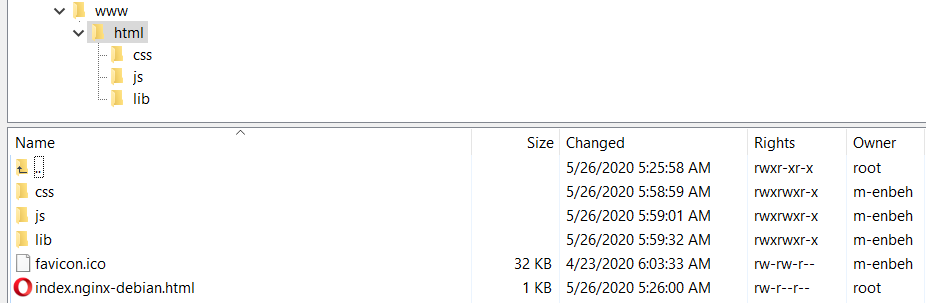 www
html
css
js
lib
Name Size Changed Rights Owner
.. 5/26/2020 5:25:58 AM rwxr-xr-x root
css 5/26/2020 5:58:59 AM rwxrwxr-x m-enbeh
js 5/26/2020 5:59:01 AM rwxrwxr-x m-enbeh
lib 5/26/2020 5:59:32 AM rwxrwxr-x m-enbeh
favicon.ico 32 KB 4/23/2020 6:03:33 AM rw-rw-r-- m-enbeh
index.nginx-debian.html 1 KB 5/26/2020 5:26:00 AM rw-r--r-- root